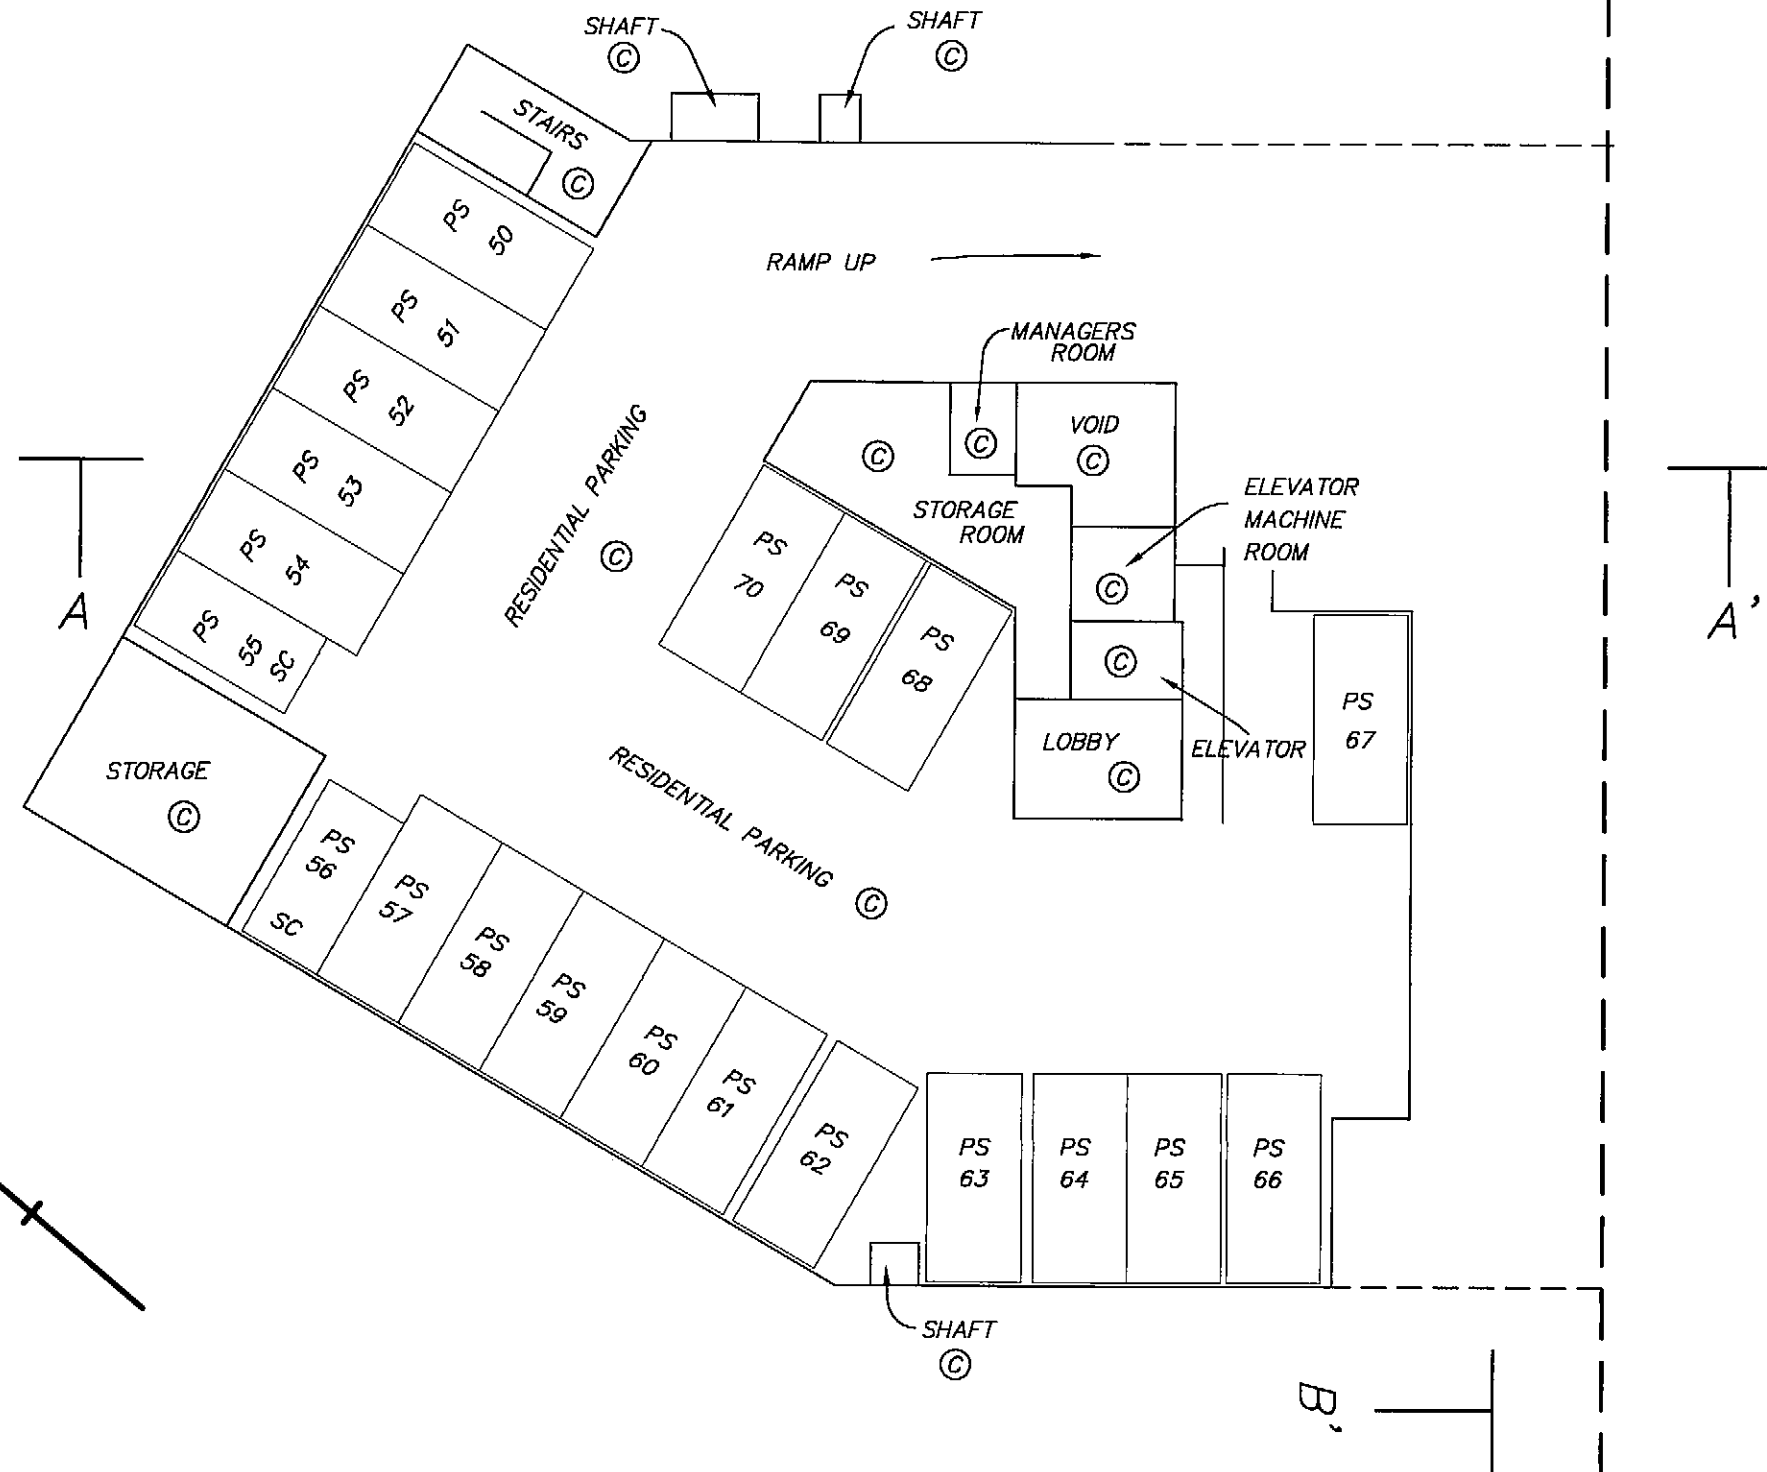 SHAFT
Ⓒ
SHAFT
Ⓒ
STAIRS
Ⓒ
PS 50
RAMP UP
PS 51
MANAGERS
ROOM
Ⓒ
PS 52
VOID
Ⓒ
Ⓒ
STORAGE
ROOM
PS 53
RESIDENTIAL PARKING
Ⓒ
ELEVATOR
MACHINE
ROOM
Ⓒ
PS 54
A
A'
PS 55 SC
PS
70
PS
69
PS
68
Ⓒ
ELEVATOR
PS
67
LOBBY
Ⓒ
STORAGE
Ⓒ
RESIDENTIAL PARKING Ⓒ
PS
56
SC
PS
57
PS
58
PS
59
PS
60
PS
61
PS
62
PS
63
PS
64
PS
65
PS
66
SHAFT
Ⓒ
B'